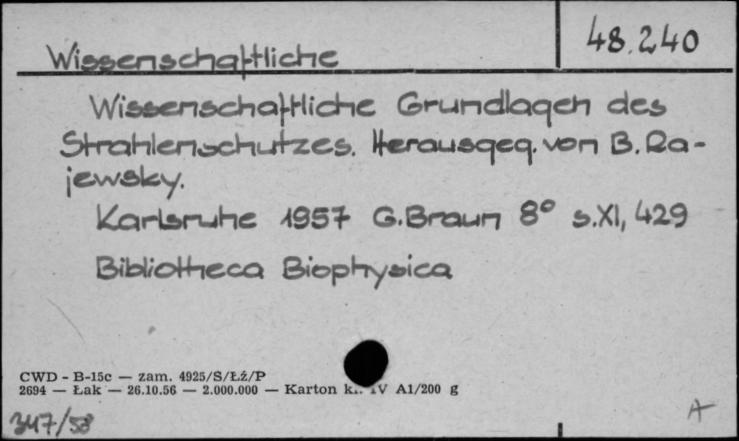 48.240
Wissenschaftliche
Wissenschaftliche Grundlagen des
Strahlenschutzes. Herausgeg. von B. Ra-
jewsky.
Karlsruhe 1957 G. Braun 8° s. XI, 429
Bibliotheca Biophysica
CWD - B-15c — zam. 4925/S/Łż/P
2694 — Łak — 26.10.56 — 2.000.000 — Karton IV A1/200 g
347/58
A